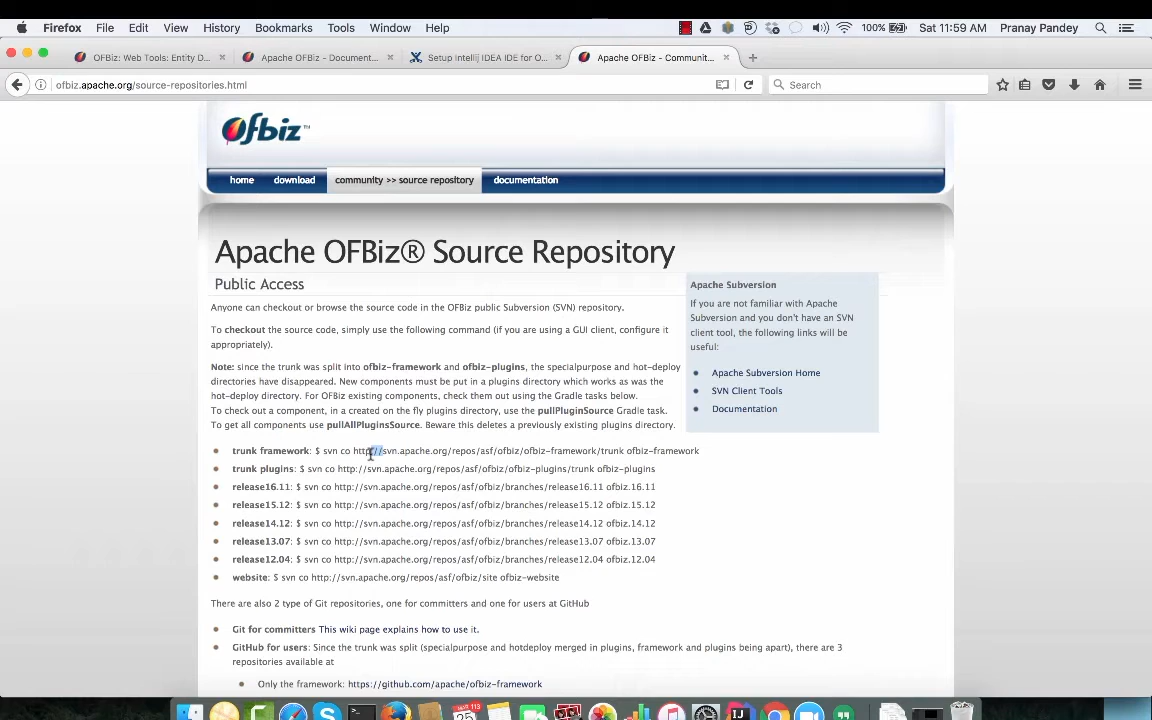 Firefox File Edit View History Bookmarks Tools Window Help 100% Sat 11:59 AM Pranay Pandey
OFBiz: Web Tools: Entity D... × Apache OFBiz - Document... × Setup Intellij IDEA IDE for O... × Apache OFBiz - Communit... × +
ofbiz.apache.org/source-repositories.html Search
Ofbiz™
home download community >> source repository documentation
Apache OFBiz® Source Repository
Public Access
Anyone can checkout or browse the source code in the OFBiz public Subversion (SVN) repository.
To checkout the source code, simply use the following command (if you are using a GUI client, configure it
appropriately).
Note: since the trunk was split into ofbiz-framework and ofbiz-plugins, the specialpurpose and hot-deploy
directories have disappeared. New components must be put in a plugins directory which works as was the
hot-deploy directory. For OFBiz existing components, check them out using the Gradle tasks below.
To check out a component, in a created on the fly plugins directory, use the pullPluginSource Gradle task.
To get all components use pullAllPluginsSource. Beware this deletes a previously existing plugins directory.
Apache Subversion
If you are not familiar with Apache
Subversion and you don't have an SVN
client tool, the following links will be
useful:
Apache Subversion Home
SVN Client Tools
Documentation
trunk framework: $ svn co http://svn.apache.org/repos/asf/ofbiz/ofbiz-framework/trunk ofbiz-framework
trunk plugins: $ svn co http://svn.apache.org/repos/asf/ofbiz/ofbiz-plugins/trunk ofbiz-plugins
release16.11: $ svn co http://svn.apache.org/repos/asf/ofbiz/branches/release16.11 ofbiz.16.11
release15.12: $ svn co http://svn.apache.org/repos/asf/ofbiz/branches/release15.12 ofbiz.15.12
release14.12: $ svn co http://svn.apache.org/repos/asf/ofbiz/branches/release14.12 ofbiz.14.12
release13.07: $ svn co http://svn.apache.org/repos/asf/ofbiz/branches/release13.07 ofbiz.13.07
release12.04: $ svn co http://svn.apache.org/repos/asf/ofbiz/branches/release12.04 ofbiz.12.04
website: $ svn co http://svn.apache.org/repos/asf/ofbiz/site ofbiz-website
There are also 2 type of Git repositories, one for committers and one for users at GitHub
Git for committers This wiki page explains how to use it.
GitHub for users: Since the trunk was split (specialpurpose and hotdeploy merged in plugins, framework and plugins being apart), there are 3
repositories available at
Only the framework: https://github.com/apache/ofbiz-framework